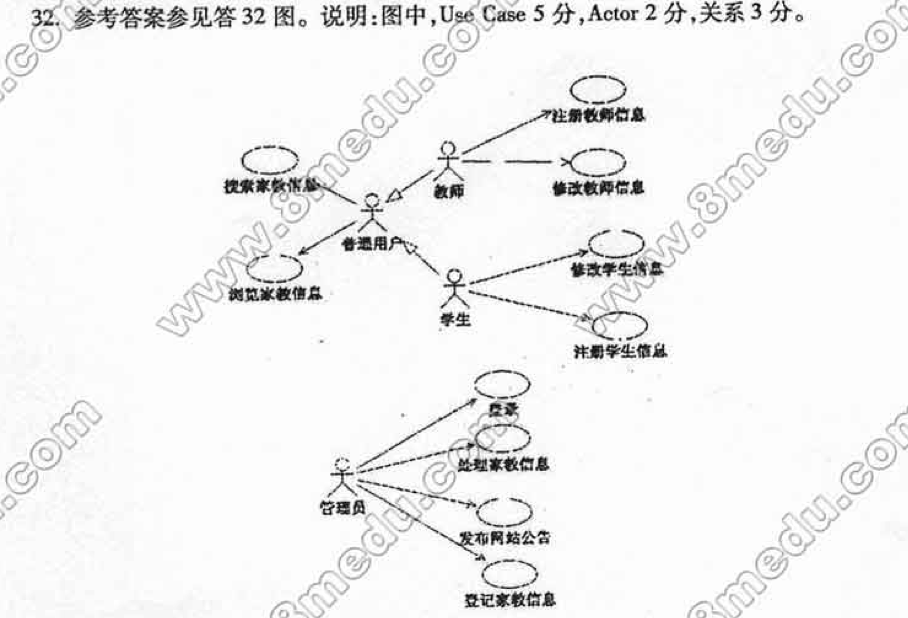 32. 参考答案参见答 32 图。说明:图中,Use Case 5 分,Actor 2 分,关系 3 分。
注册教师信息
教师
修改教师信息
搜索家教信息
普通用户
修改学生信息
浏览家教信息
学生
注册学生信息
登录
处理家教信息
管理员
发布网站公告
登记家教信息
www.8medu.com
www.8medu.com
.com
8medu.com
8medu.com